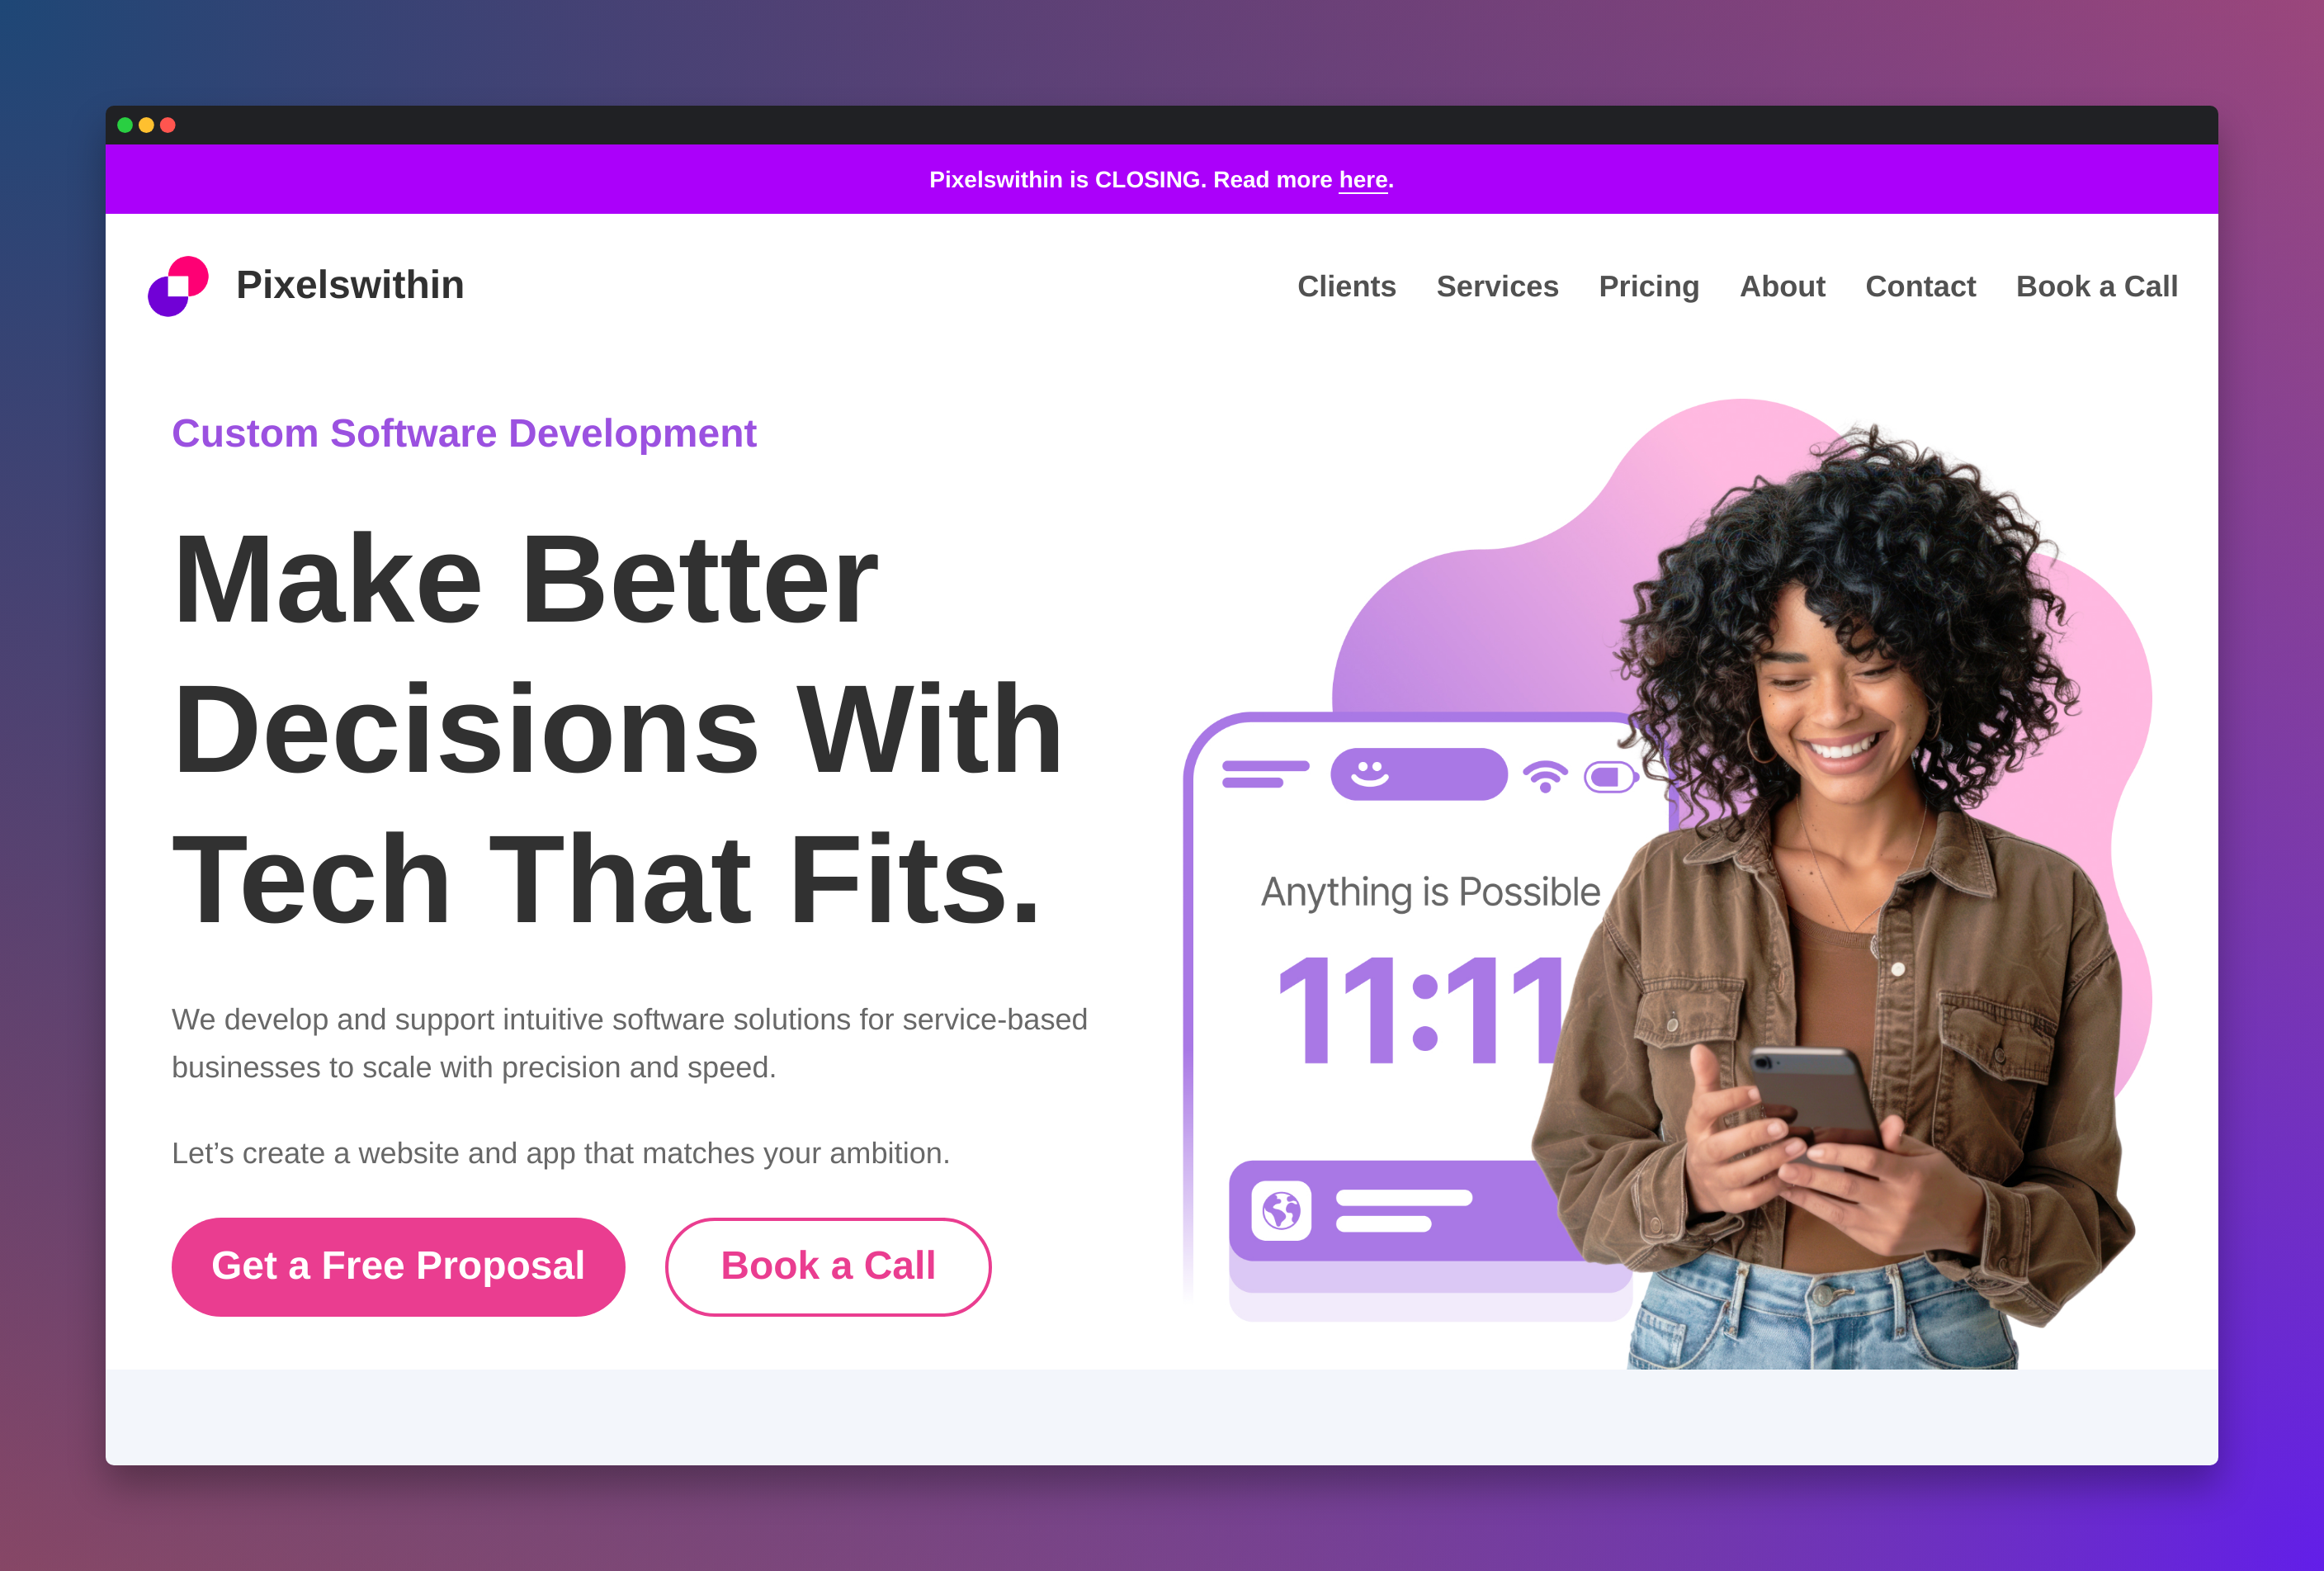 Pixelswithin is CLOSING. Read more here.
Pixelswithin
Clients Services Pricing About Contact Book a Call
Custom Software Development
Make Better
Decisions With
Tech That Fits.
We develop and support intuitive software solutions for service-based
businesses to scale with precision and speed.
Let’s create a website and app that matches your ambition.
Get a Free Proposal
Book a Call
Anything is Possible
11:11